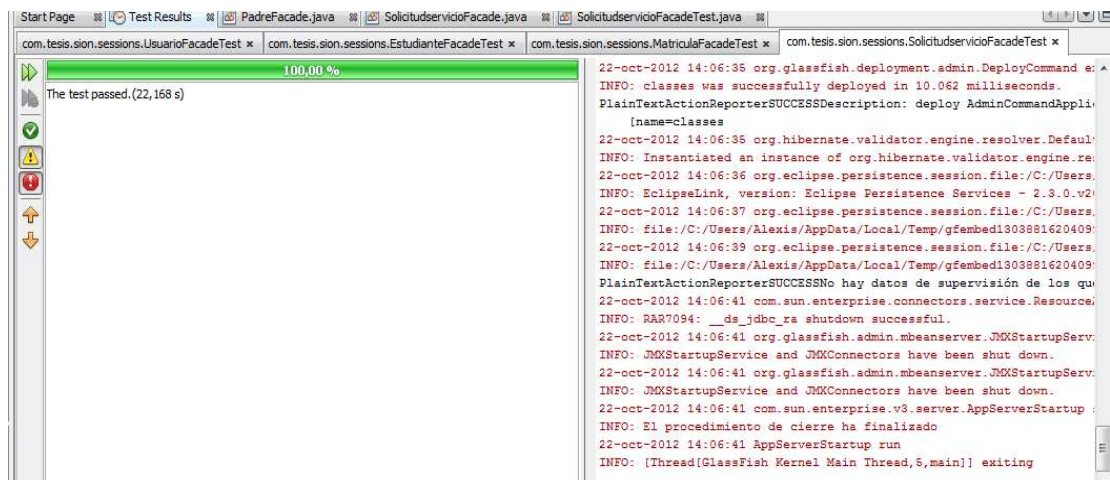 Start Page Test Results PadreFacade.java SolicitudservicioFacade.java SolicitudservicioFacadeTest.java
com.tesis.sion.sessions.UsuarioFacadeTest com.tesis.sion.sessions.EstudianteFacadeTest com.tesis.sion.sessions.MatriculaFacadeTest com.tesis.sion.sessions.SolicitudservicioFacadeTest
100,00 %
The test passed.(22,168 s)
22-oct-2012 14:06:35 org.glassfish.deployment.admin.DeployCommand e
INFO: classes was successfully deployed in 10.062 milliseconds.
PlainTextActionReporterSUCCESSDescription: deploy AdminCommandAppli
[name=classes
22-oct-2012 14:06:35 org.hibernate.validator.engine.resolver.Defaul
INFO: Instantiated an instance of org.hibernate.validator.engine.re
22-oct-2012 14:06:36 org.eclipse.persistence.session.file:/C:/Users
INFO: EclipseLink, version: Eclipse Persistence Services - 2.3.0.v2
22-oct-2012 14:06:37 org.eclipse.persistence.session.file:/C:/Users
INFO: file:/C:/Users/Alexis/AppData/Local/Temp/gfembed1303881620409
22-oct-2012 14:06:39 org.eclipse.persistence.session.file:/C:/Users
INFO: file:/C:/Users/Alexis/AppData/Local/Temp/gfembed1303881620409
PlainTextActionReporterSUCCESSNo hay datos de supervisión de los qu
22-oct-2012 14:06:41 com.sun.enterprise.connectors.service.Resource
INFO: RAR7094: __ds_jdbc_ra shutdown successful.
22-oct-2012 14:06:41 org.glassfish.admin.mbeanserver.JMXStartupServ
INFO: JMXStartupService and JMXConnectors have been shut down.
22-oct-2012 14:06:41 org.glassfish.admin.mbeanserver.JMXStartupServ
INFO: JMXStartupService and JMXConnectors have been shut down.
22-oct-2012 14:06:41 com.sun.enterprise.v3.server.AppServerStartup
INFO: El procedimiento de cierre ha finalizado
22-oct-2012 14:06:41 AppServerStartup run
INFO: [Thread[GlassFish Kernel Main Thread,5,main]] exiting